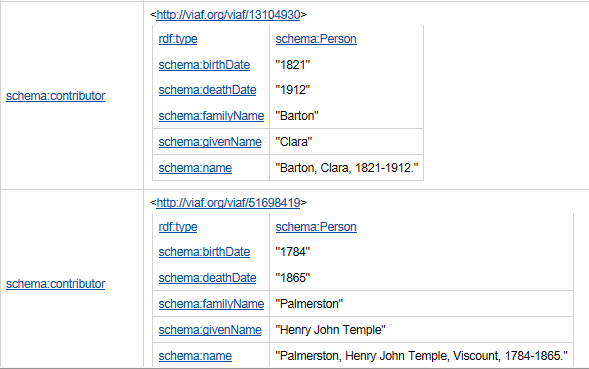 <http://viaf.org/viaf/13104930>
rdf:type schema:Person
schema:birthDate "1821"
schema:deathDate "1912"
schema:contributor
schema:familyName "Barton"
schema:givenName "Clara"
schema:name "Barton, Clara, 1821-1912."
<http://viaf.org/viaf/51698419>
rdf:type schema:Person
schema:birthDate "1784"
schema:deathDate "1865"
schema:contributor
schema:familyName "Palmerston"
schema:givenName "Henry John Temple"
schema:name "Palmerston, Henry John Temple, Viscount, 1784-1865."